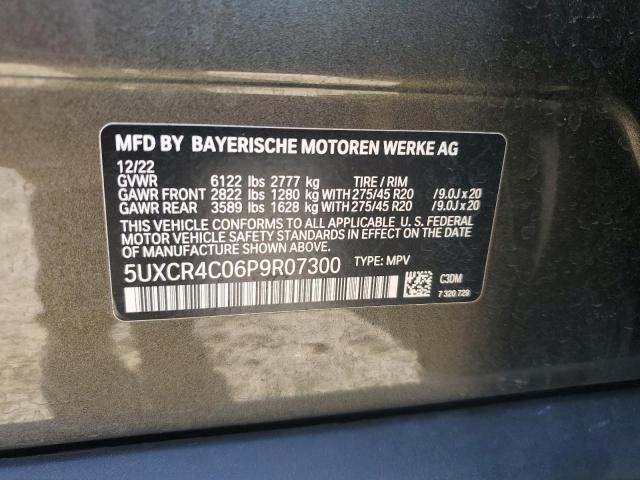 MFD BY BAYERISCHE MOTOREN WERKE AG
12/22
GVWR 6122 lbs 2777 kg TIRE / RIM
GAWR FRONT 2822 lbs 1280 kg WITH 275/45 R20 /9.0J x 20
GAWR REAR 3589 lbs 1628 kg WITH 275/45 R20 /9.0J x 20
THIS VEHICLE CONFORMS TO ALL APPLICABLE U. S. FEDERAL
MOTOR VEHICLE SAFETY STANDARDS IN EFFECT ON THE DATE
OF MANUFACTURE SHOWN ABOVE.
5UXCR4C06P9R07300 TYPE: MPV
C3DM
7 320 729